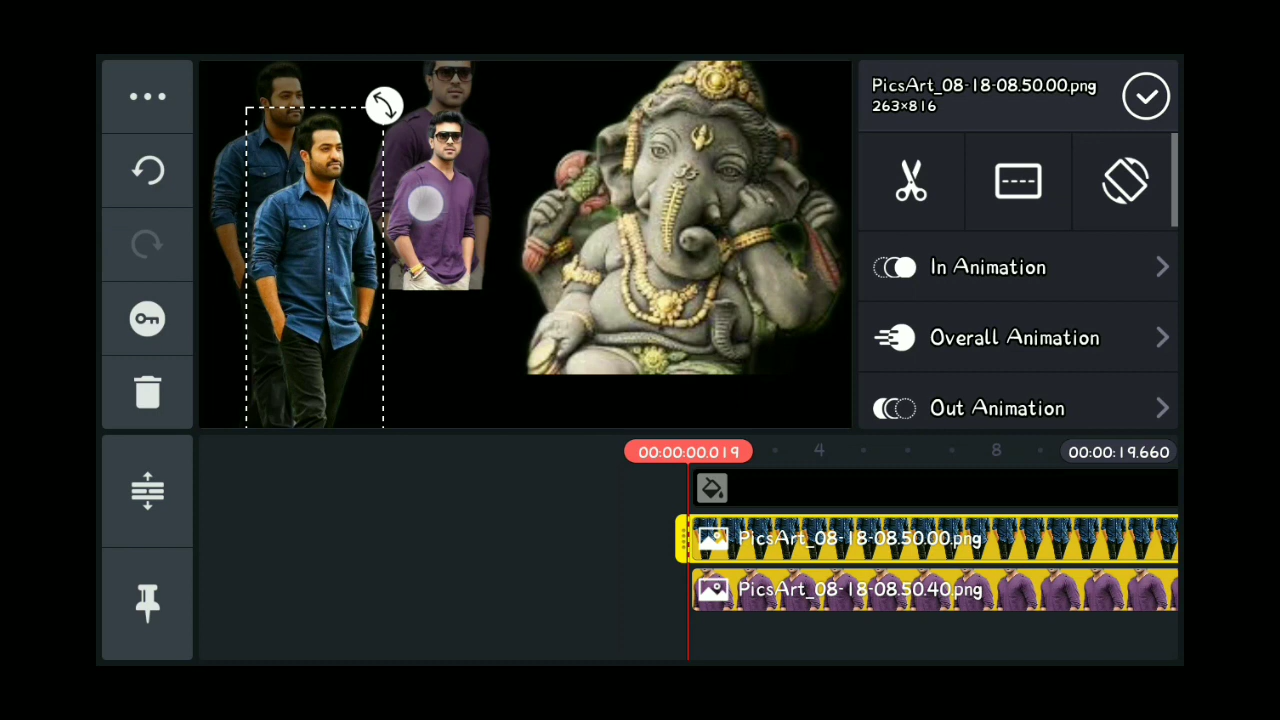 PicsArt_08-18-08.50.00.png
263×816
In Animation
Overall Animation
Out Animation
00:00:00.019
4
8
00:00:19.660
PicsArt_08-18-08.50.00.png
PicsArt_08-18-08.50.40.png